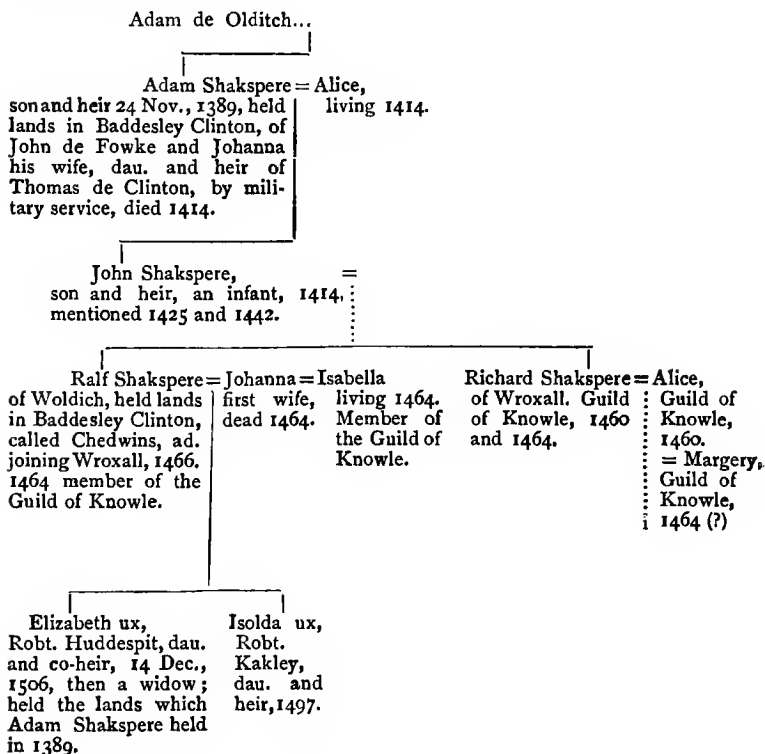 Adam de Olditch...
Adam Shakspere = Alice,
son and heir 24 Nov., 1389, held
lands in Baddesley Clinton, of
John de Fowke and Johanna
his wife, dau. and heir of
Thomas de Clinton, by mili-
tary service, died 1414.
living 1414.
John Shakspere, =
son and heir, an infant, 1414,
mentioned 1425 and 1442.
Ralf Shakspere = Johanna = Isabella
of Woldich, held lands
in Baddesley Clinton,
called Chedwins, ad.
joining Wroxall, 1466.
1464 member of the
Guild of Knowle.
first wife,
dead 1464.
living 1464.
Member of
the Guild of
Knowle.
Richard Shakspere = Alice,
of Wroxall. Guild
of Knowle, 1460
and 1464.
Guild of
Knowle,
1460.
= Margery,
Guild of
Knowle,
1464 (?)
Elizabeth ux,
Robt. Huddespit, dau.
and co-heir, 14 Dec.,
1506, then a widow;
held the lands which
Adam Shakspere held
in 1389.
Isolda ux,
Robt.
Kakley,
dau. and
heir, 1497.